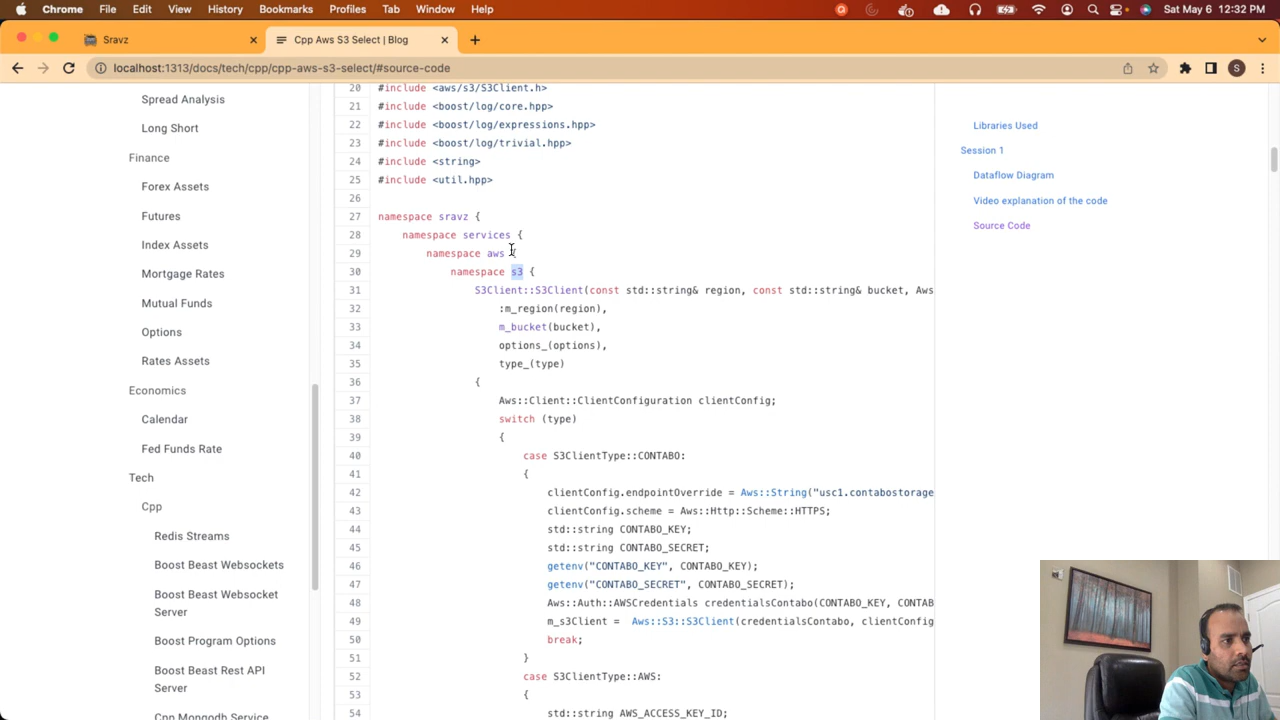 Chrome File Edit View History Bookmarks Profiles Tab Window Help Sat May 6 12:32 PM
Sravz
Cpp Aws S3 Select | Blog
localhost:1313/docs/tech/cpp/cpp-aws-s3-select/#source-code
S
Spread Analysis
Long Short
Finance
Forex Assets
Futures
Index Assets
Mortgage Rates
Mutual Funds
Options
Rates Assets
Economics
Calendar
Fed Funds Rate
Tech
Cpp
Redis Streams
Boost Beast Websockets
Boost Beast Websocket
Server
Boost Program Options
Boost Beast Rest API
Server
Cpp Mongodb Service
20 #include <aws/s3/S3Client.h>
21 #include <boost/log/core.hpp>
22 #include <boost/log/expressions.hpp>
23 #include <boost/log/trivial.hpp>
24 #include <string>
25 #include <util.hpp>
26
27 namespace sravz {
28 namespace services {
29 namespace aws {
30 namespace s3 {
31 S3Client::S3Client(const std::string& region, const std::string& bucket, Aws
32 :m_region(region),
33 m_bucket(bucket),
34 options_(options),
35 type_(type)
36 {
37 Aws::Client::ClientConfiguration clientConfig;
38 switch (type)
39 {
40 case S3ClientType::CONTABO:
41 {
42 clientConfig.endpointOverride = Aws::String("usc1.contabostorage
43 clientConfig.scheme = Aws::Http::Scheme::HTTPS;
44 std::string CONTABO_KEY;
45 std::string CONTABO_SECRET;
46 getenv("CONTABO_KEY", CONTABO_KEY);
47 getenv("CONTABO_SECRET", CONTABO_SECRET);
48 Aws::Auth::AWSCredentials credentialsContabo(CONTABO_KEY, CONTAB
49 m_s3Client = Aws::S3::S3Client(credentialsContabo, clientConfig
50 break;
51 }
52 case S3ClientType::AWS:
53 {
54 std::string AWS_ACCESS_KEY_ID;
Libraries Used
Session 1
Dataflow Diagram
Video explanation of the code
Source Code